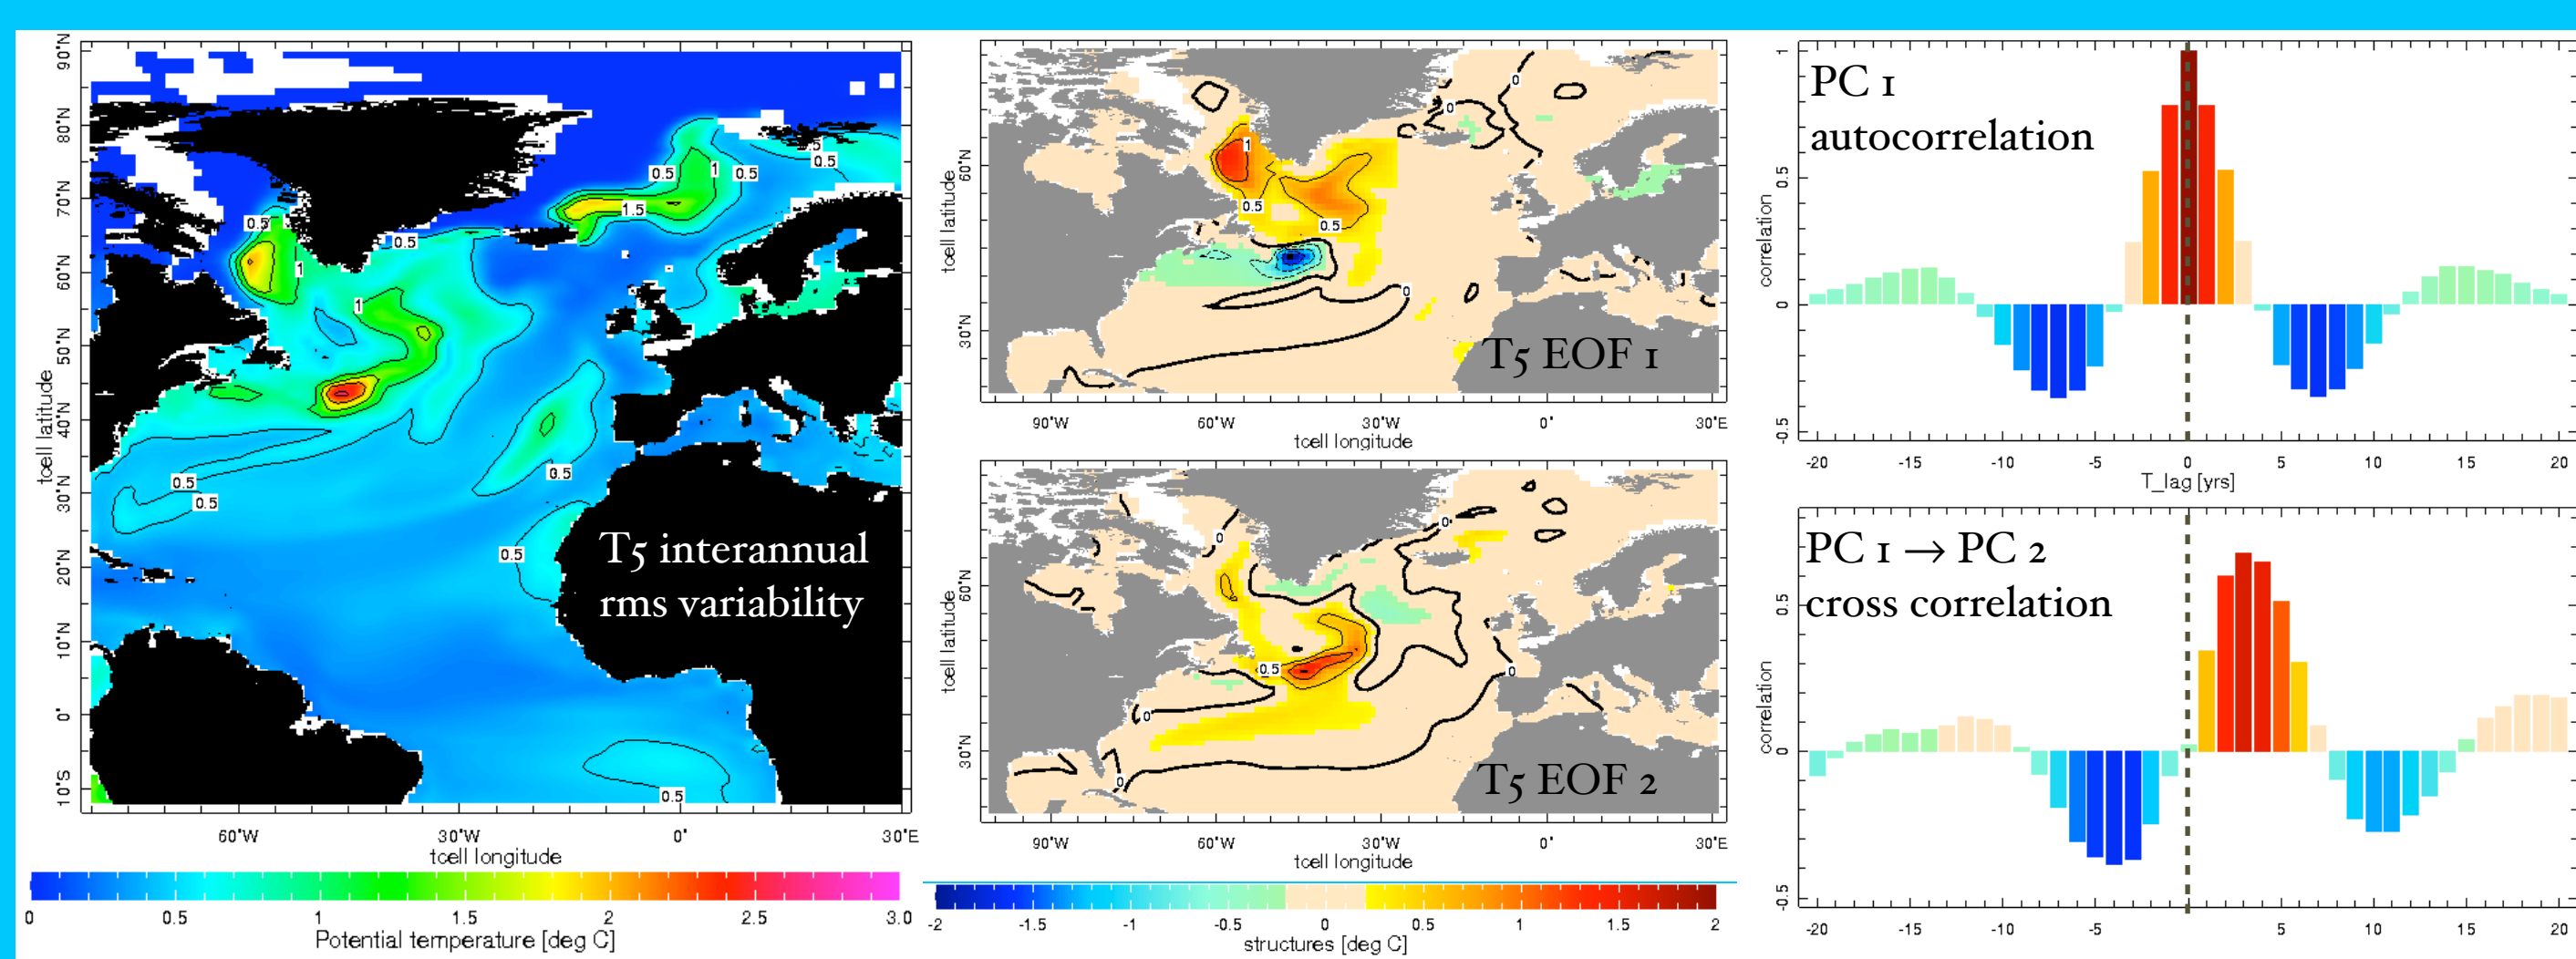 90°N
80°N
70°N
60°N
50°N
40°N
30°N
20°N
10°N
0°
10°S
tcell latitude
0.5
0.5
1
0.5
1
0.5
0.5
1.5
0.5
1
1
0.5
0.5
0.5
0.5
0.5
T5 interannual
rms variability
60°W
30°W
0°
30°E
tcell longitude
0
0.5
1
1.5
2
2.5
3.0
Potential temperature [deg C]
60°N
30°N
tcell latitude
0
0
1
0.5
0.5
0
T5 EOF 1
90°W
60°W
30°W
0°
30°E
tcell longitude
60°N
30°N
tcell latitude
0
0
0.5
0
0
0
T5 EOF 2
90°W
60°W
30°W
0°
30°E
tcell longitude
-2
-1.5
-1
-0.5
0
0.5
1
1.5
2
structures [deg C]
PC 1
autocorrelation
1
0.5
0
-0.5
correlation
-20
-15
-10
-5
0
5
10
15
20
T_lag [yrs]
PC 1 → PC 2
cross correlation
0.5
0
-0.5
correlation
-20
-15
-10
-5
5
10
15
20